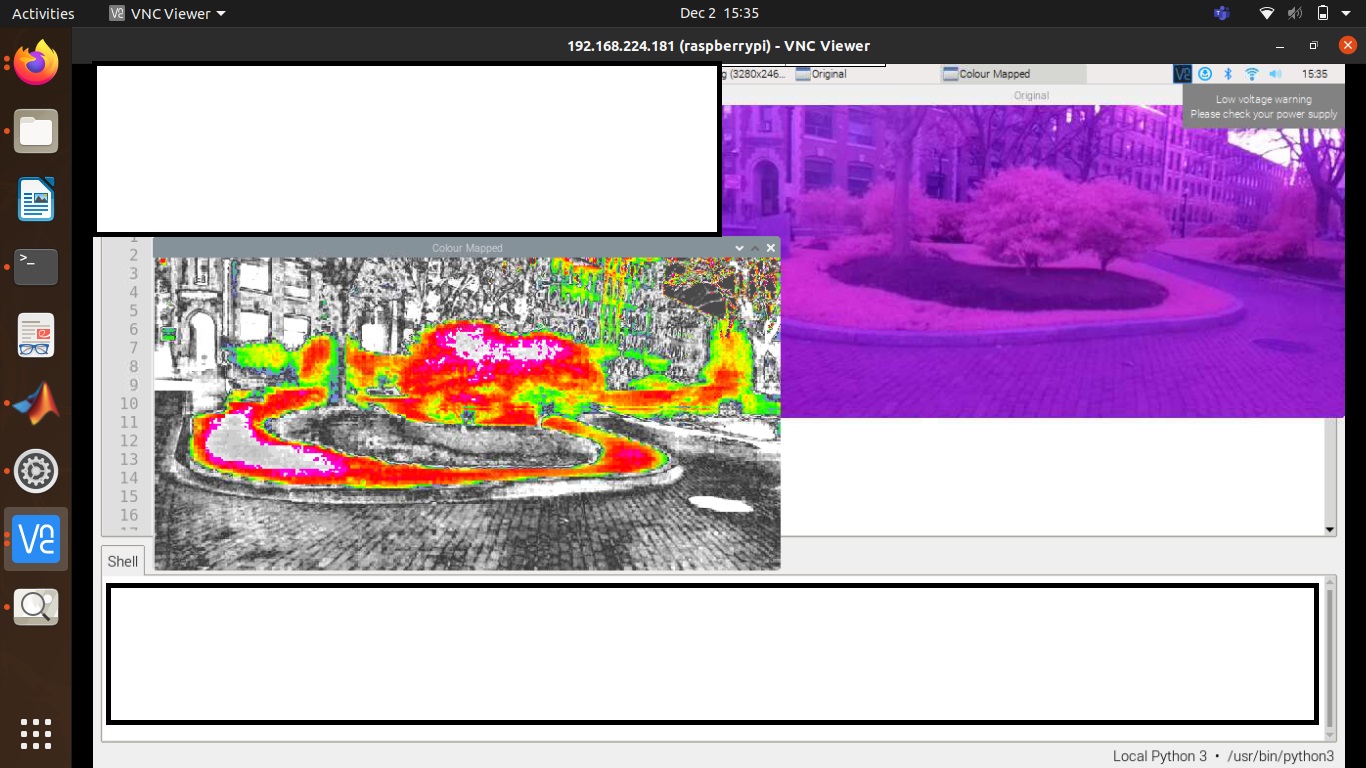 Activities VNC Viewer Dec 2 15:35
192.168.224.181 (raspberrypi) - VNC Viewer
g (3280x246... Original Colour Mapped 15:35
Original
Low voltage warning
Please check your power supply
Colour Mapped
1
2
3
4
5
6
7
8
9
10
11
12
13
14
15
16
17
Shell
Local Python 3 • /usr/bin/python3